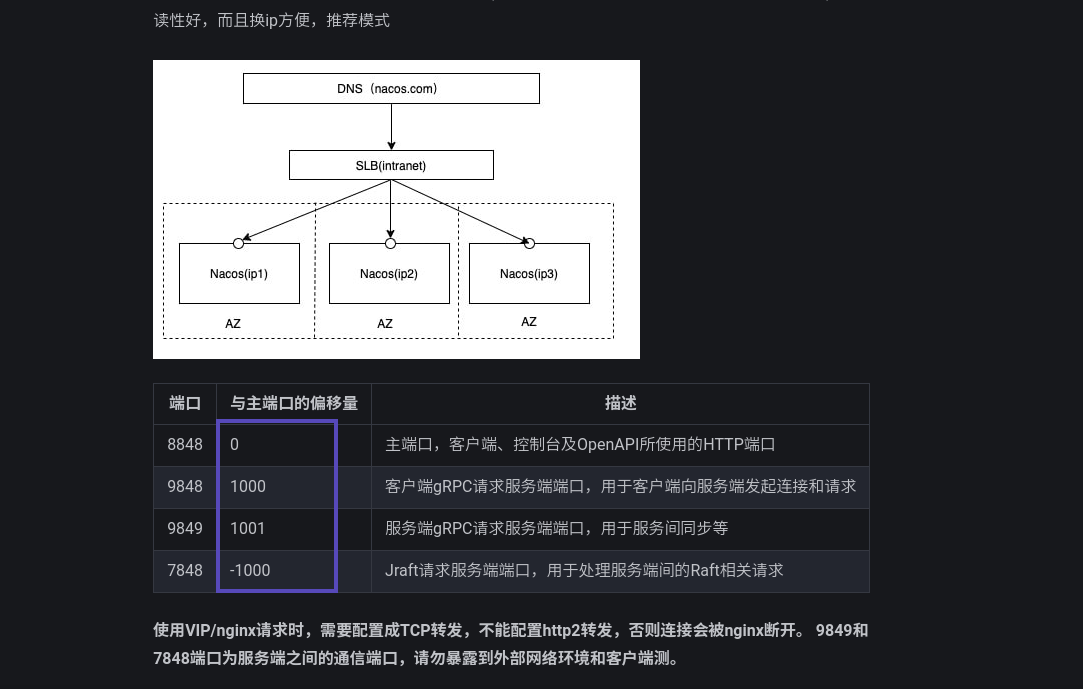 读性好，而且换ip方便，推荐模式
DNS（nacos.com）
SLB(intranet)
Nacos(ip1) Nacos(ip2) Nacos(ip3)
AZ AZ AZ
端口 与主端口的偏移量 描述
8848 0 主端口，客户端、控制台及OpenAPI所使用的HTTP端口
9848 1000 客户端gRPC请求服务端端口，用于客户端向服务端发起连接和请求
9849 1001 服务端gRPC请求服务端端口，用于服务间同步等
7848 -1000 Jraft请求服务端端口，用于处理服务端间的Raft相关请求
使用VIP/nginx请求时，需要配置成TCP转发，不能配置http2转发，否则连接会被nginx断开。 9849和
7848端口为服务端之间的通信端口，请勿暴露到外部网络环境和客户端测。